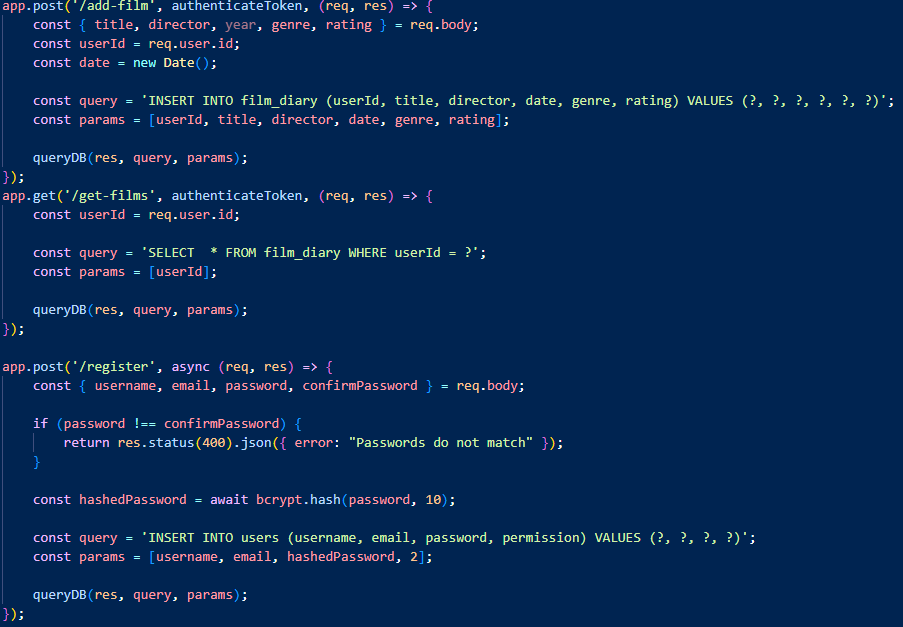 app.post('/add-film', authenticateToken, (req, res) => {
    const { title, director, year, genre, rating } = req.body;
    const userId = req.user.id;
    const date = new Date();

    const query = 'INSERT INTO film_diary (userId, title, director, date, genre, rating) VALUES (?, ?, ?, ?, ?, ?)';
    const params = [userId, title, director, date, genre, rating];

    queryDB(res, query, params);
});
app.get('/get-films', authenticateToken, (req, res) => {
    const userId = req.user.id;

    const query = 'SELECT  * FROM film_diary WHERE userId = ?';
    const params = [userId];

    queryDB(res, query, params);
});

app.post('/register', async (req, res) => {
    const { username, email, password, confirmPassword } = req.body;

    if (password !== confirmPassword) {
        return res.status(400).json({ error: "Passwords do not match" });
    }

    const hashedPassword = await bcrypt.hash(password, 10);

    const query = 'INSERT INTO users (username, email, password, permission) VALUES (?, ?, ?, ?)';
    const params = [username, email, hashedPassword, 2];

    queryDB(res, query, params);
});